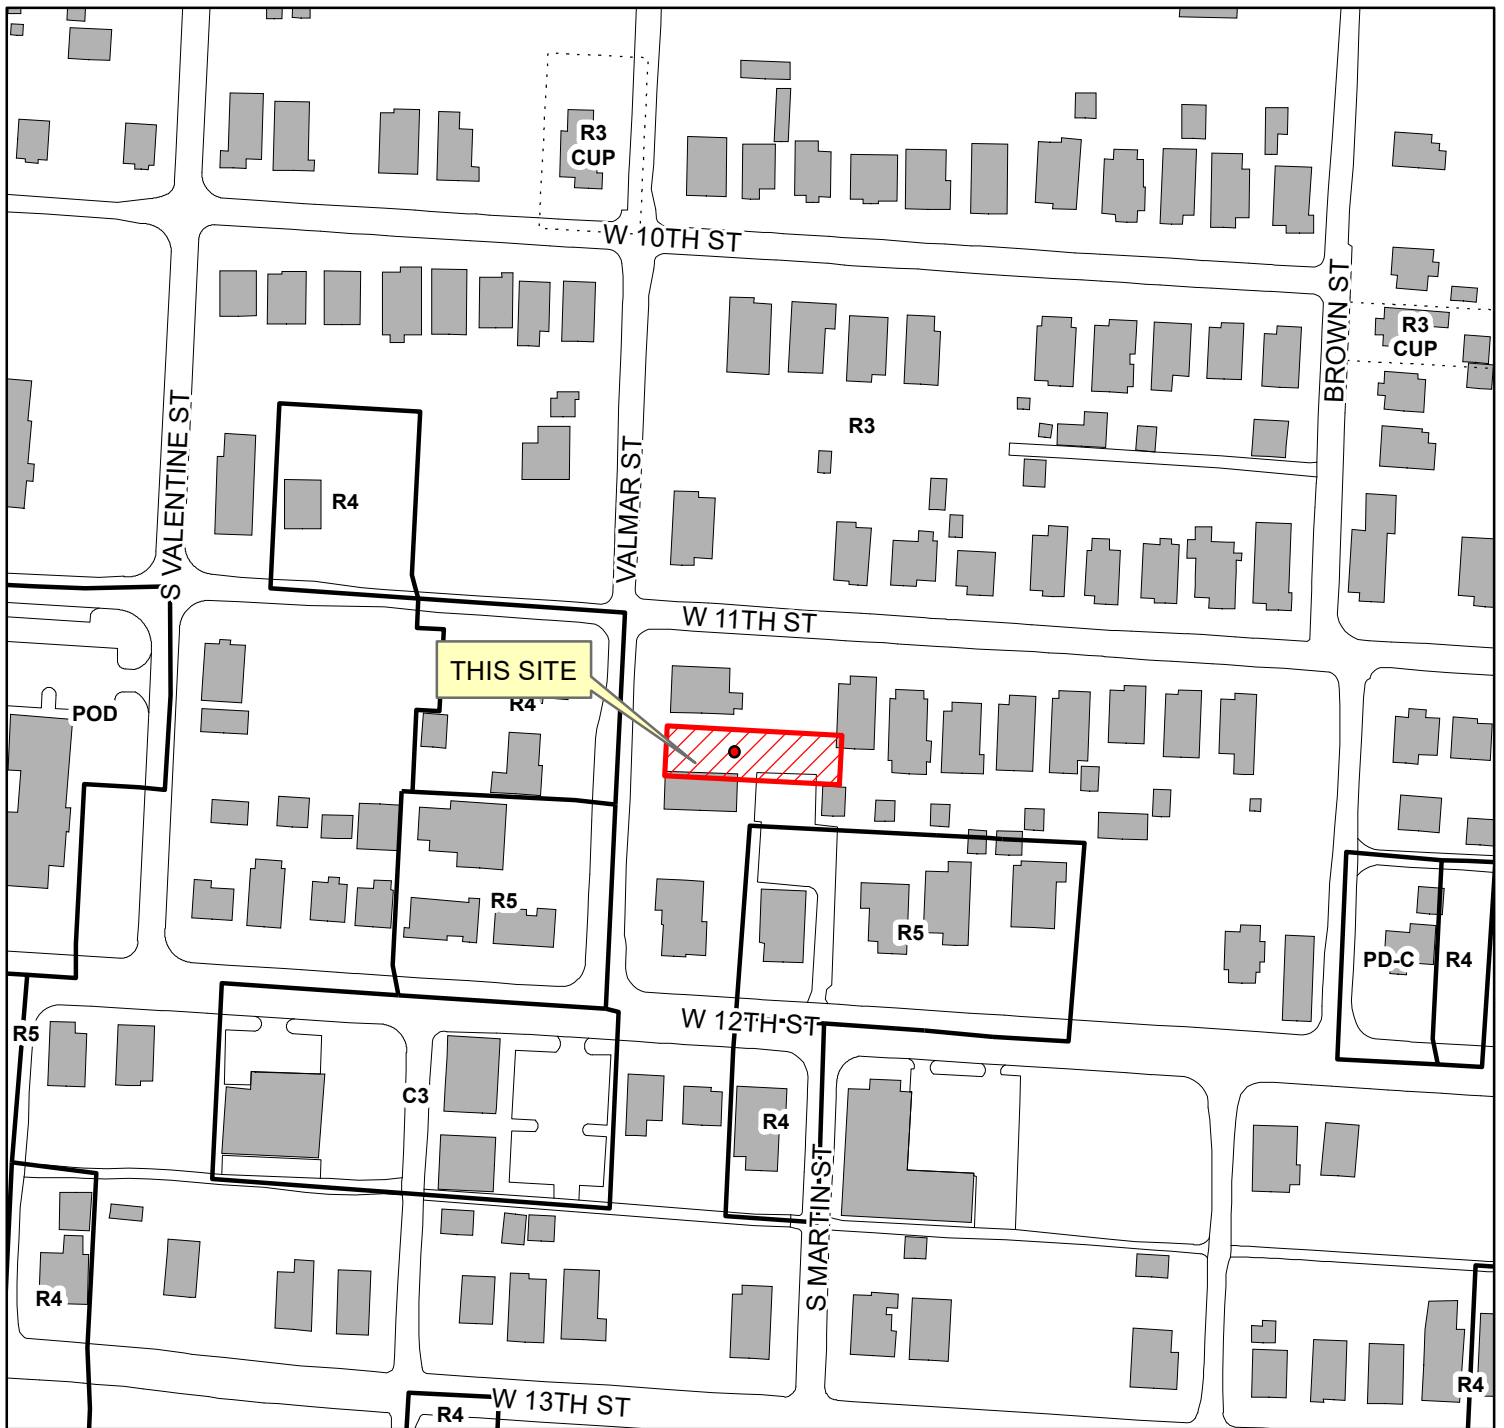 R3
CUP
W 10TH ST
BROWN ST
R3
CUP
S VALENTINE ST
R3
VALMAR ST
R4
W 11TH ST
THIS SITE
R4
POD
R5
R5
PD-C
R4
W 12TH ST
R5
C3
R4
S MARTIN ST
R4
R4
W 13TH ST
R4